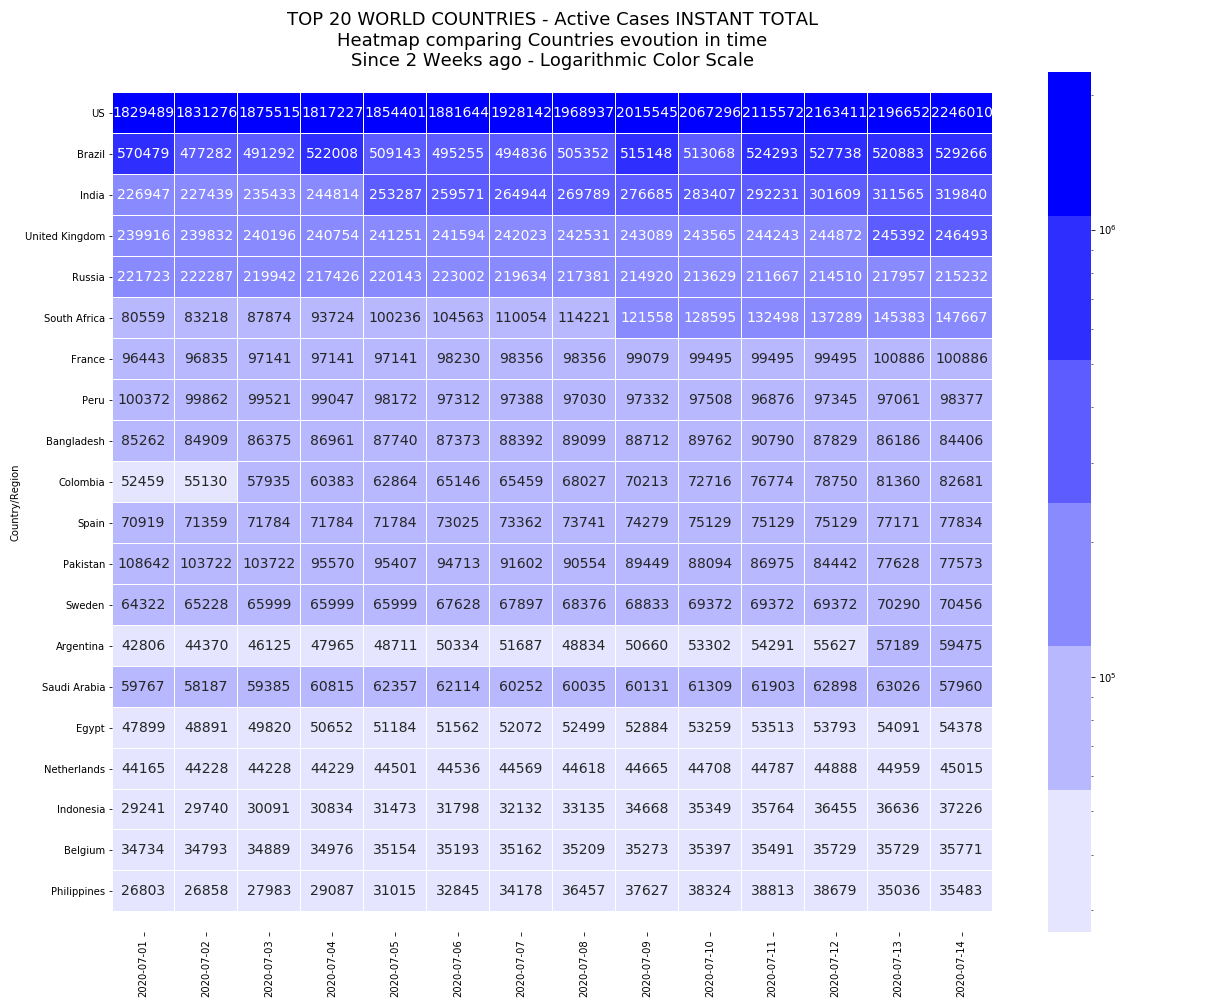 TOP 20 WORLD COUNTRIES - Active Cases INSTANT TOTAL
Heatmap comparing Countries evoution in time
Since 2 Weeks ago - Logarithmic Color Scale
Country/Region
US 1829489 1831276 1875515 1817227 1854401 1881644 1928142 1968937 2015545 2067296 2115572 2163411 2196652 2246010
Brazil 570479 477282 491292 522008 509143 495255 494836 505352 515148 513068 524293 527738 520883 529266
India 226947 227439 235433 244814 253287 259571 264944 269789 276685 283407 292231 301609 311565 319840
United Kingdom 239916 239832 240196 240754 241251 241594 242023 242531 243089 243565 244243 244872 245392 246493
Russia 221723 222287 219942 217426 220143 223002 219634 217381 214920 213629 211667 214510 217957 215232
South Africa 80559 83218 87874 93724 100236 104563 110054 114221 121558 128595 132498 137289 145383 147667
France 96443 96835 97141 97141 97141 98230 98356 98356 99079 99495 99495 99495 100886 100886
Peru 100372 99862 99521 99047 98172 97312 97388 97030 97332 97508 96876 97345 97061 98377
Bangladesh 85262 84909 86375 86961 87740 87373 88392 89099 88712 89762 90790 87829 86186 84406
Colombia 52459 55130 57935 60383 62864 65146 65459 68027 70213 72716 76774 78750 81360 82681
Spain 70919 71359 71784 71784 71784 73025 73362 73741 74279 75129 75129 75129 77171 77834
Pakistan 108642 103722 103722 95570 95407 94713 91602 90554 89449 88094 86975 84442 77628 77573
Sweden 64322 65228 65999 65999 65999 67628 67897 68376 68833 69372 69372 69372 70290 70456
Argentina 42806 44370 46125 47965 48711 50334 51687 48834 50660 53302 54291 55627 57189 59475
Saudi Arabia 59767 58187 59385 60815 62357 62114 60252 60035 60131 61309 61903 62898 63026 57960
Egypt 47899 48891 49820 50652 51184 51562 52072 52499 52884 53259 53513 53793 54091 54378
Netherlands 44165 44228 44228 44229 44501 44536 44569 44618 44665 44708 44787 44888 44959 45015
Indonesia 29241 29740 30091 30834 31473 31798 32132 33135 34668 35349 35764 36455 36636 37226
Belgium 34734 34793 34889 34976 35154 35193 35162 35209 35273 35397 35491 35729 35729 35771
Philippines 26803 26858 27983 29087 31015 32845 34178 36457 37627 38324 38813 38679 35036 35483
2020-07-01 2020-07-02 2020-07-03 2020-07-04 2020-07-05 2020-07-06 2020-07-07 2020-07-08 2020-07-09 2020-07-10 2020-07-11 2020-07-12 2020-07-13 2020-07-14
10⁶
10⁵